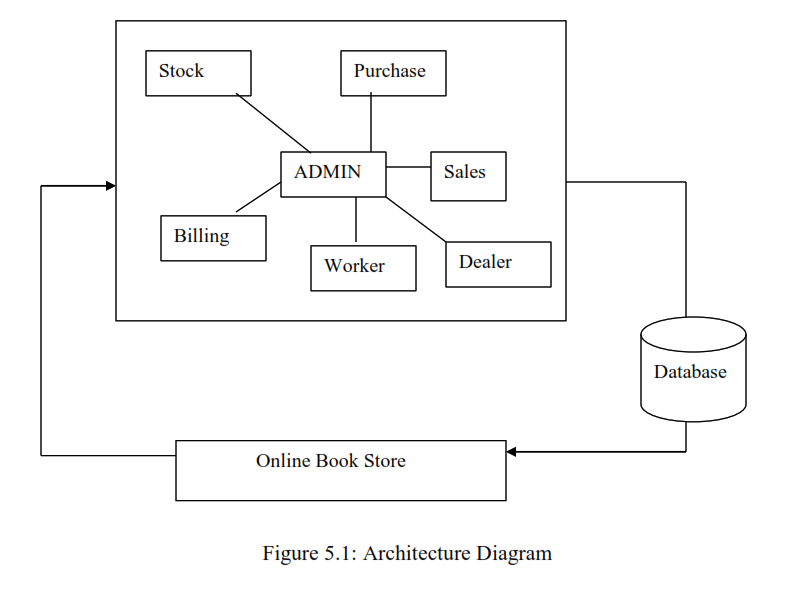 Stock
Purchase
ADMIN
Sales
Billing
Worker
Dealer
Database
Online Book Store
Figure 5.1: Architecture Diagram